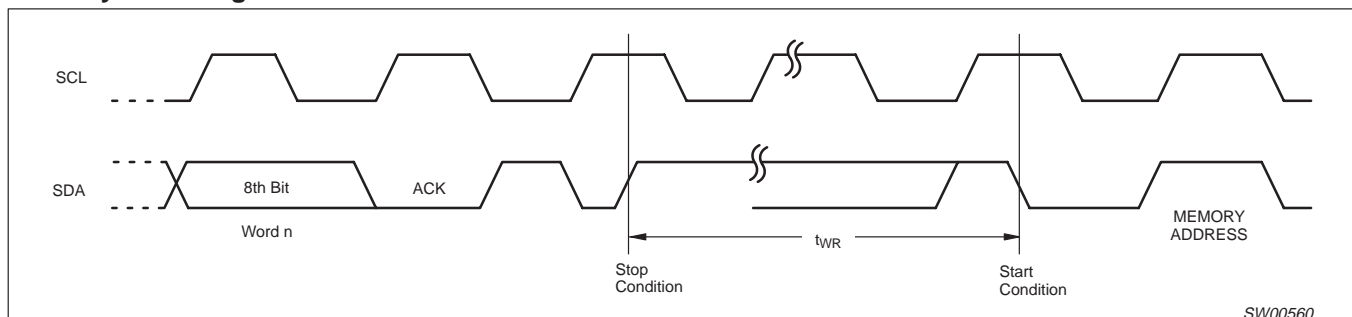 SCL
SDA
8th Bit
ACK
Word n
tWR
MEMORY
ADDRESS
Stop
Condition
Start
Condition
SW00560